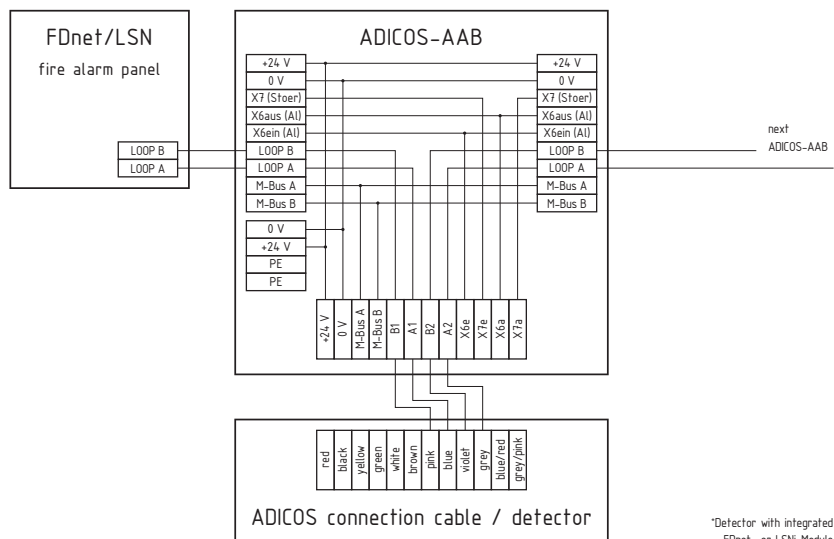 FDnet/LSN
fire alarm panel
LOOP B
LOOP A
ADICOS-AAB
+24 V
0 V
X7 (Stoer)
X6aus (Al)
X6ein (Al)
LOOP B
LOOP A
M-Bus A
M-Bus B
0 V
+24 V
PE
PE
+24 V
0 V
X7 (Stoer)
X6aus (Al)
X6ein (Al)
LOOP B
LOOP A
M-Bus A
M-Bus B
next
ADICOS-AAB
+24 V
0 V
M-Bus A
M-Bus B
B1
A1
B2
A2
X6e
X7e
X6a
X7a
red
black
yellow
green
white
brown
pink
blue
violet
grey
blue/red
grey/pink
ADICOS connection cable / detector
*Detector with integrated